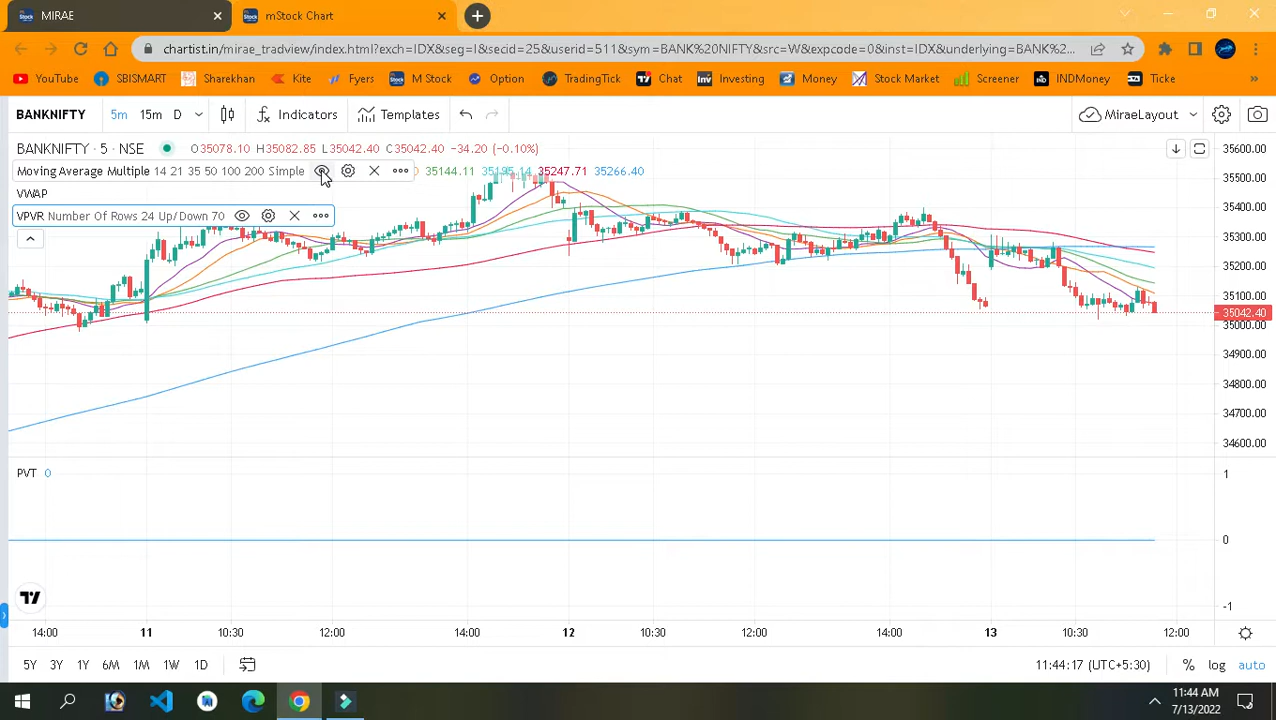 MIRAE
mStock Chart
chartist.in/mirae_tradview/index.html?exch=IDX&seg=I&secid=25&userid=511&sym=BANK%20NIFTY&src=W&expcode=0&inst=IDX&underlying=BANK%2...
YouTube SBISMART Sharekhan Kite Fyers M Stock Option TradingTick Chat Investing Money Stock Market Screener INDMoney Ticke »
BANKNIFTY 5m 15m D Indicators Templates MiraeLayout
BANKNIFTY · 5 · NSE O35078.10 H35082.85 L35042.40 C35042.40 −34.20 (−0.10%)
Moving Average Multiple 14 21 35 50 100 200 Simple 35144.11 35195.14 35247.71 35266.40
VWAP
VPVR Number Of Rows 24 Up/Down 70
35600.00
35500.00
35400.00
35300.00
35200.00
35100.00
35042.40
35000.00
34900.00
34800.00
34700.00
34600.00
PVT 0
1
0
-1
14:00 11 10:30 12:00 14:00 12 10:30 12:00 14:00 13 10:30 12:00
5Y 3Y 1Y 6M 1M 1W 1D 11:44:17 (UTC+5:30) % log auto
11:44 AM
7/13/2022